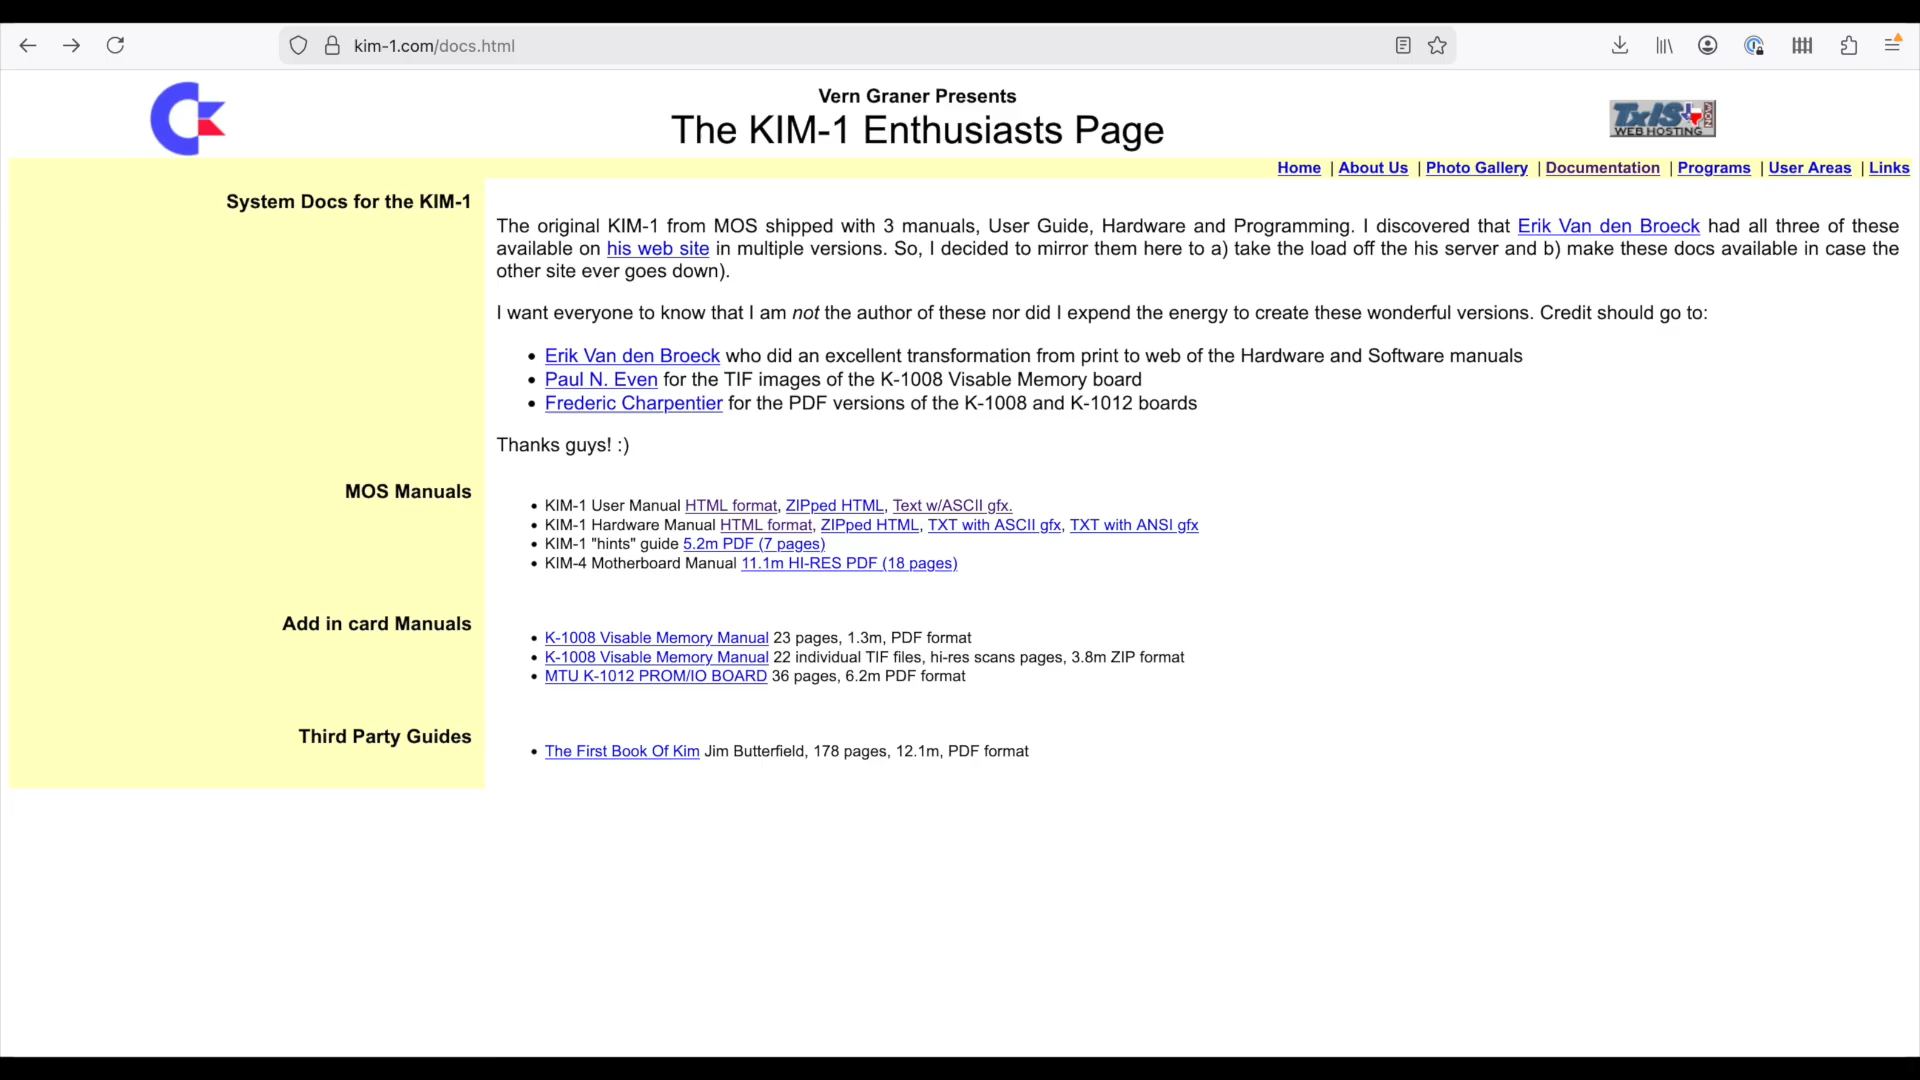 kim-1.com/docs.html
Vern Graner Presents
The KIM-1 Enthusiasts Page
TxIS
NOW
WEB HOSTING
Home | About Us | Photo Gallery | Documentation | Programs | User Areas | Links
System Docs for the KIM-1
The original KIM-1 from MOS shipped with 3 manuals, User Guide, Hardware and Programming. I discovered that Erik Van den Broeck had all three of these
available on his web site in multiple versions. So, I decided to mirror them here to a) take the load off the his server and b) make these docs available in case the
other site ever goes down).
I want everyone to know that I am not the author of these nor did I expend the energy to create these wonderful versions. Credit should go to:
• Erik Van den Broeck who did an excellent transformation from print to web of the Hardware and Software manuals
• Paul N. Even for the TIF images of the K-1008 Visable Memory board
• Frederic Charpentier for the PDF versions of the K-1008 and K-1012 boards
Thanks guys! :)
MOS Manuals
• KIM-1 User Manual HTML format, ZIPped HTML, Text w/ASCII gfx.
• KIM-1 Hardware Manual HTML format, ZIPped HTML, TXT with ASCII gfx, TXT with ANSI gfx
• KIM-1 "hints" guide 5.2m PDF (7 pages)
• KIM-4 Motherboard Manual 11.1m HI-RES PDF (18 pages)
Add in card Manuals
• K-1008 Visable Memory Manual 23 pages, 1.3m, PDF format
• K-1008 Visable Memory Manual 22 individual TIF files, hi-res scans pages, 3.8m ZIP format
• MTU K-1012 PROM/IO BOARD 36 pages, 6.2m PDF format
Third Party Guides
• The First Book Of Kim Jim Butterfield, 178 pages, 12.1m, PDF format